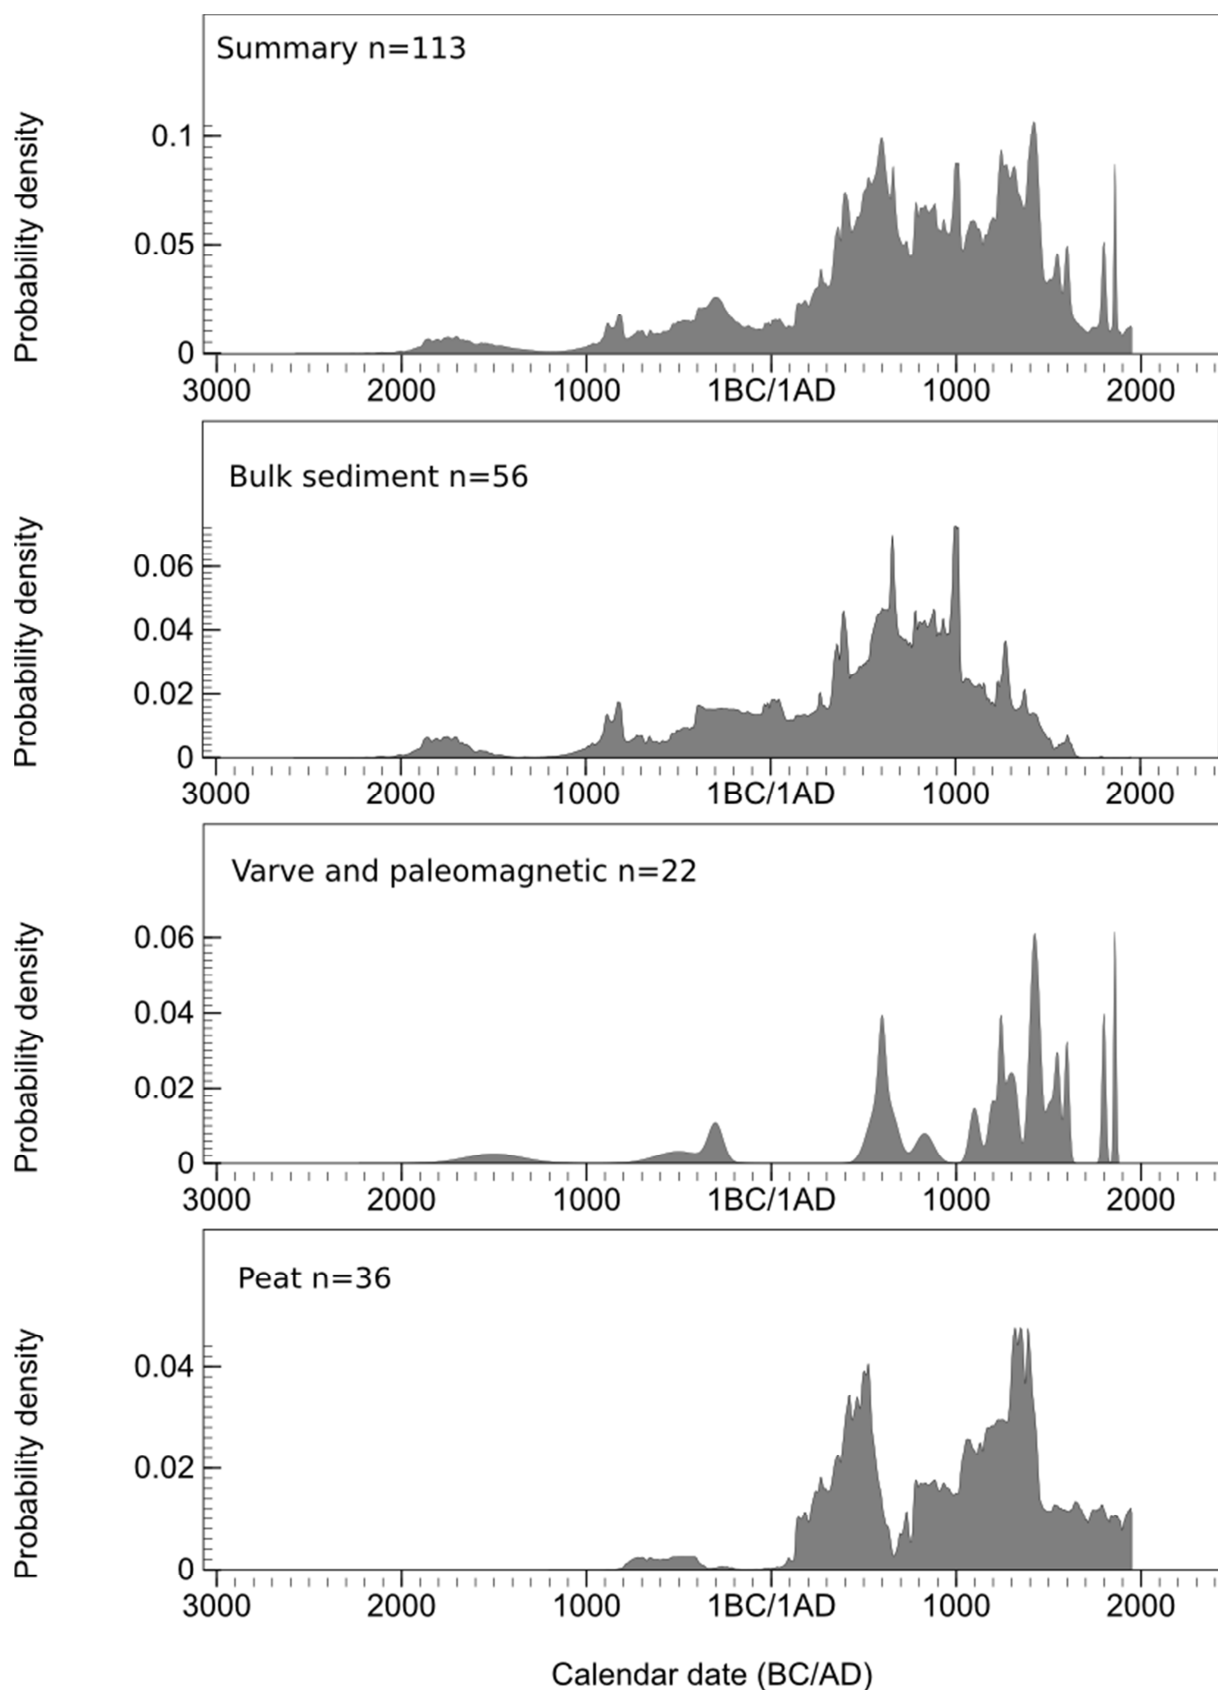 Summary n=113
Probability density
0.1
0.05
0
3000 2000 1000 1BC/1AD 1000 2000
Bulk sediment n=56
Probability density
0.06
0.04
0.02
0
3000 2000 1000 1BC/1AD 1000 2000
Varve and paleomagnetic n=22
Probability density
0.06
0.04
0.02
0
3000 2000 1000 1BC/1AD 1000 2000
Peat n=36
Probability density
0.04
0.02
0
3000 2000 1000 1BC/1AD 1000 2000
Calendar date (BC/AD)